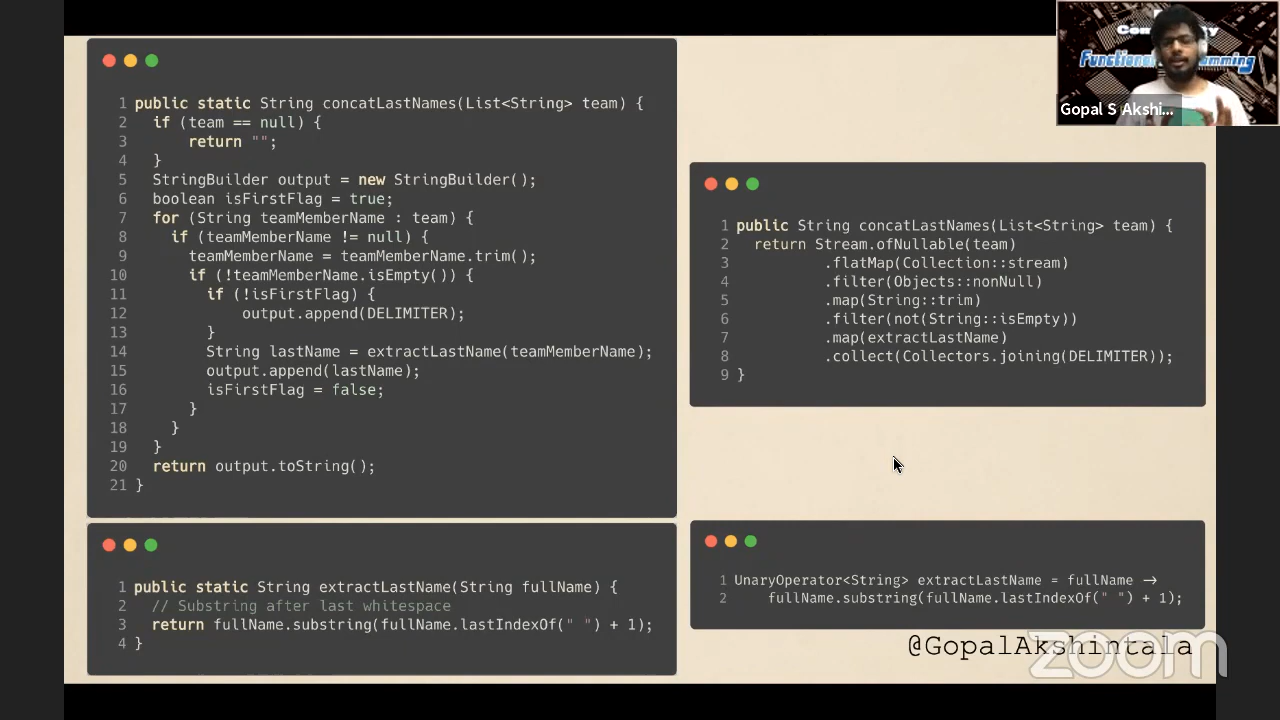 1 public static String concatLastNames(List<String> team) {
2   if (team == null) {
3       return "";
4   }
5   StringBuilder output = new StringBuilder();
6   boolean isFirstFlag = true;
7   for (String teamMemberName : team) {
8     if (teamMemberName != null) {
9       teamMemberName = teamMemberName.trim();
10       if (!teamMemberName.isEmpty()) {
11         if (!isFirstFlag) {
12             output.append(DELIMITER);
13         }
14         String lastName = extractLastName(teamMemberName);
15         output.append(lastName);
16         isFirstFlag = false;
17       }
18     }
19   }
20   return output.toString();
21 }
1 public static String extractLastName(String fullName) {
2   // Substring after last whitespace
3   return fullName.substring(fullName.lastIndexOf(" ") + 1);
4 }
Functional
Gopal S Akshi...
1 public String concatLastNames(List<String> team) {
2   return Stream.ofNullable(team)
3           .flatMap(Collection::stream)
4           .filter(Objects::nonNull)
5           .map(String::trim)
6           .filter(not(String::isEmpty))
7           .map(extractLastName)
8           .collect(Collectors.joining(DELIMITER));
9 }
1 UnaryOperator<String> extractLastName = fullName →
2     fullName.substring(fullName.lastIndexOf(" ") + 1);
@GopalAkshintala
zoom